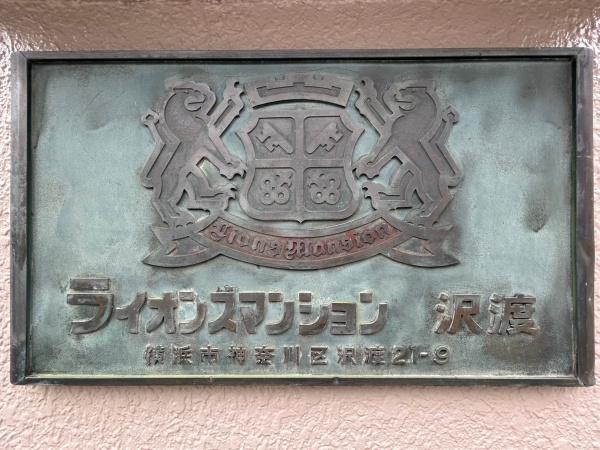 Lions Mansion
ライオンズマンション 沢渡
横浜市神奈川区沢渡21-9